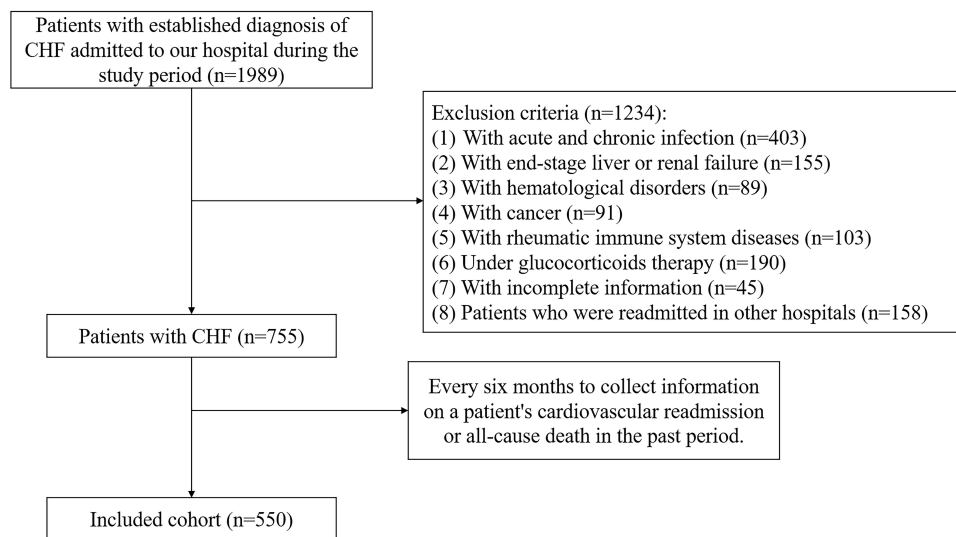 Patients with established diagnosis of
CHF admitted to our hospital during the
study period (n=1989)
Exclusion criteria (n=1234):
(1) With acute and chronic infection (n=403)
(2) With end-stage liver or renal failure (n=155)
(3) With hematological disorders (n=89)
(4) With cancer (n=91)
(5) With rheumatic immune system diseases (n=103)
(6) Under glucocorticoids therapy (n=190)
(7) With incomplete information (n=45)
(8) Patients who were readmitted in other hospitals (n=158)
Patients with CHF (n=755)
Every six months to collect information
on a patient's cardiovascular readmission
or all-cause death in the past period.
Included cohort (n=550)